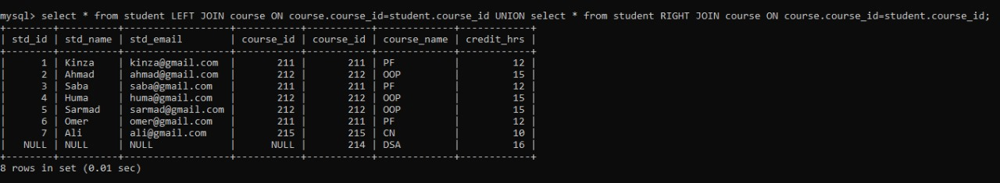 mysql> select * from student LEFT JOIN course ON course.course_id=student.course_id UNION select * from student RIGHT JOIN course ON course.course_id=student.course_id;
+--------+----------+------------------+-----------+-----------+-------------+------------+
| std_id | std_name | std_email        | course_id | course_id | course_name | credit_hrs |
+--------+----------+------------------+-----------+-----------+-------------+------------+
|      1 | Kinza    | kinza@gmail.com  |       211 |       211 | PF          |         12 |
|      2 | Ahmad    | ahmad@gmail.com  |       212 |       212 | OOP         |         15 |
|      3 | Saba     | saba@gmail.com   |       211 |       211 | PF          |         12 |
|      4 | Huma     | huma@gmail.com   |       212 |       212 | OOP         |         15 |
|      5 | Sarmad   | sarmad@gmail.com |       212 |       212 | OOP         |         15 |
|      6 | Omer     | omer@gmail.com   |       211 |       211 | PF          |         12 |
|      7 | Ali      | ali@gmail.com    |       215 |       215 | CN          |         10 |
|   NULL | NULL     | NULL             |      NULL |       214 | DSA         |         16 |
+--------+----------+------------------+-----------+-----------+-------------+------------+
8 rows in set (0.01 sec)